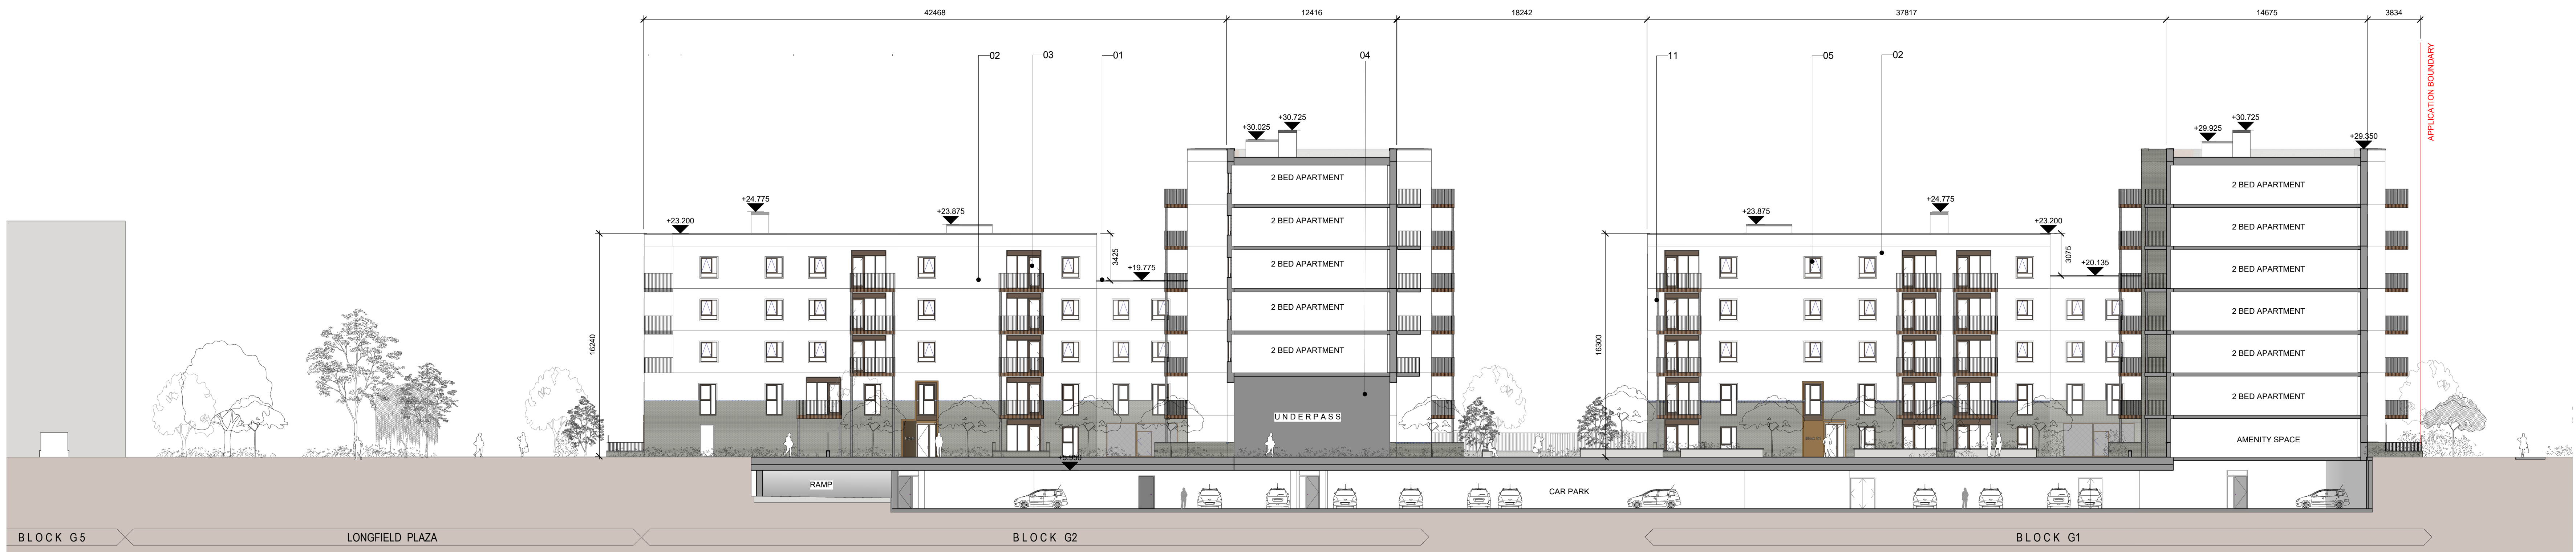 42468 12416 18242 37817 14675 3834
02 03 01 04 11 05 02
APPLICATION BOUNDARY
+30.025 +30.725 +29.925 +30.725 +29.350
2 BED APARTMENT 2 BED APARTMENT
+24.775 +23.875 +23.875 +24.775
+23.200 +23.200
2 BED APARTMENT 2 BED APARTMENT
3425 3075
+19.775 +20.135
2 BED APARTMENT 2 BED APARTMENT
2 BED APARTMENT 2 BED APARTMENT
16240 16300
2 BED APARTMENT 2 BED APARTMENT
2 BED APARTMENT
UNDERPASS
AMENITY SPACE
+5.950
RAMP
CAR PARK
BLOCK G5 LONGFIELD PLAZA BLOCK G2 BLOCK G1